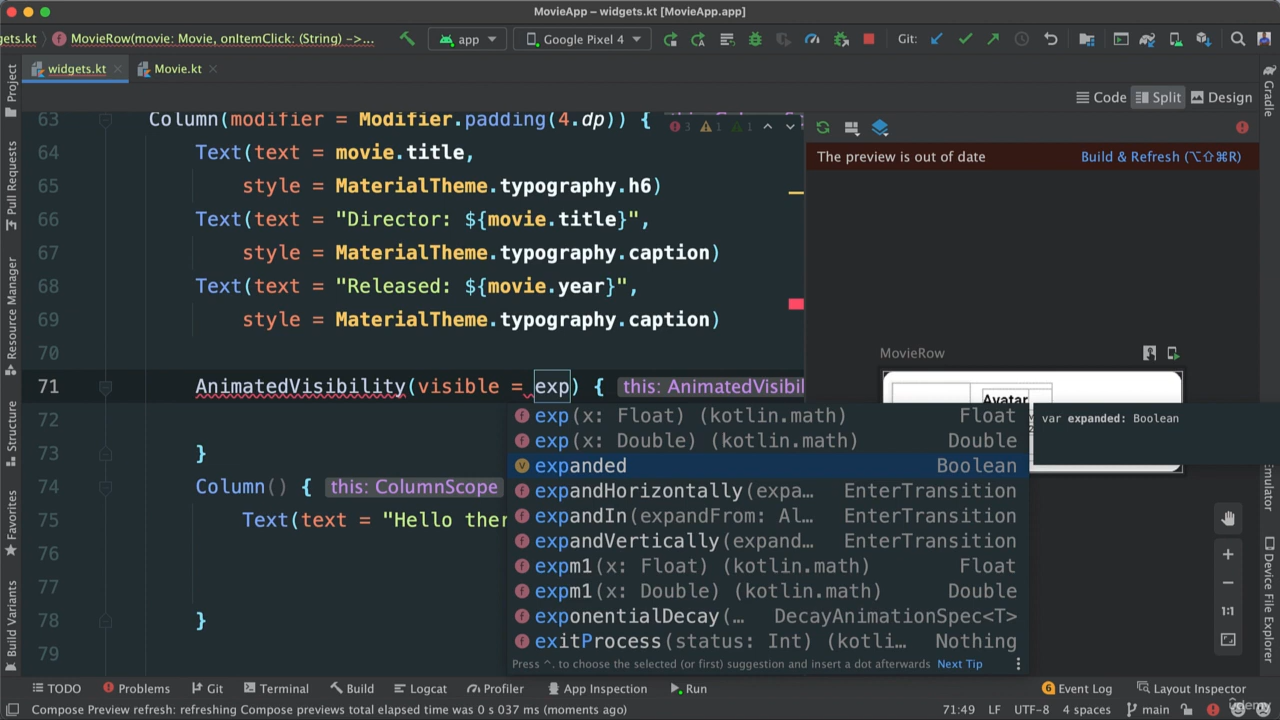 MovieApp – widgets.kt [MovieApp.app]
gets.kt MovieRow(movie: Movie, onItemClick: (String) ->... app Google Pixel 4 Git:
widgets.kt Movie.kt
Code Split Design
63 Column(modifier = Modifier.padding(4.dp)) {
3 1 1
64 Text(text = movie.title,
The preview is out of date Build & Refresh (⌥⇧⌘R)
65 style = MaterialTheme.typography.h6)
66 Text(text = "Director: ${movie.title}",
67 style = MaterialTheme.typography.caption)
68 Text(text = "Released: ${movie.year}",
69 style = MaterialTheme.typography.caption)
70
MovieRow
71 AnimatedVisibility(visible = exp) { this: AnimatedVisibil
Avatar
72
exp(x: Float) (kotlin.math) Float
var expanded: Boolean
exp(x: Double) (kotlin.math) Double
73 }
expanded Boolean
74 Column() { this: ColumnScope
expandHorizontally(expa… EnterTransition
75 Text(text = "Hello ther
expandIn(expandFrom: Al… EnterTransition
76
expandVertically(expand… EnterTransition
expm1(x: Float) (kotlin.math) Float
77
expm1(x: Double) (kotlin.math) Double
78 }
exponentialDecay(… DecayAnimationSpec<T>
exitProcess(status: Int) (kotli… Nothing
79
Press ^. to choose the selected (or first) suggestion and insert a dot afterwards Next Tip
1:1
Project
Pull Requests
Resource Manager
Structure
Favorites
Build Variants
Gradle
Emulator
Device File Explorer
TODO Problems Git Terminal Build Logcat Profiler App Inspection Run 6 Event Log Layout Inspector
Compose Preview refresh: refreshing Compose previews total elapsed time was 0 s 037 ms (moments ago) 71:49 LF UTF-8 4 spaces main
Udemy